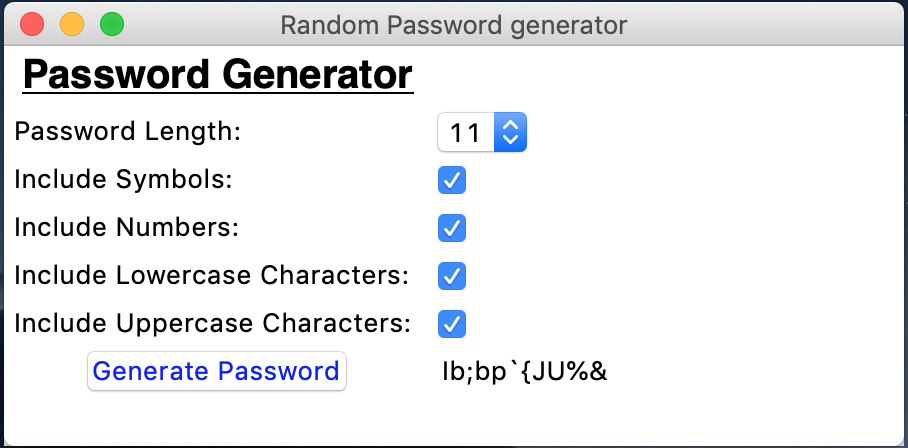 Random Password generator
Password Generator
Password Length: 11
Include Symbols:
Include Numbers:
Include Lowercase Characters:
Include Uppercase Characters:
Generate Password Ib;bp`{JU%&